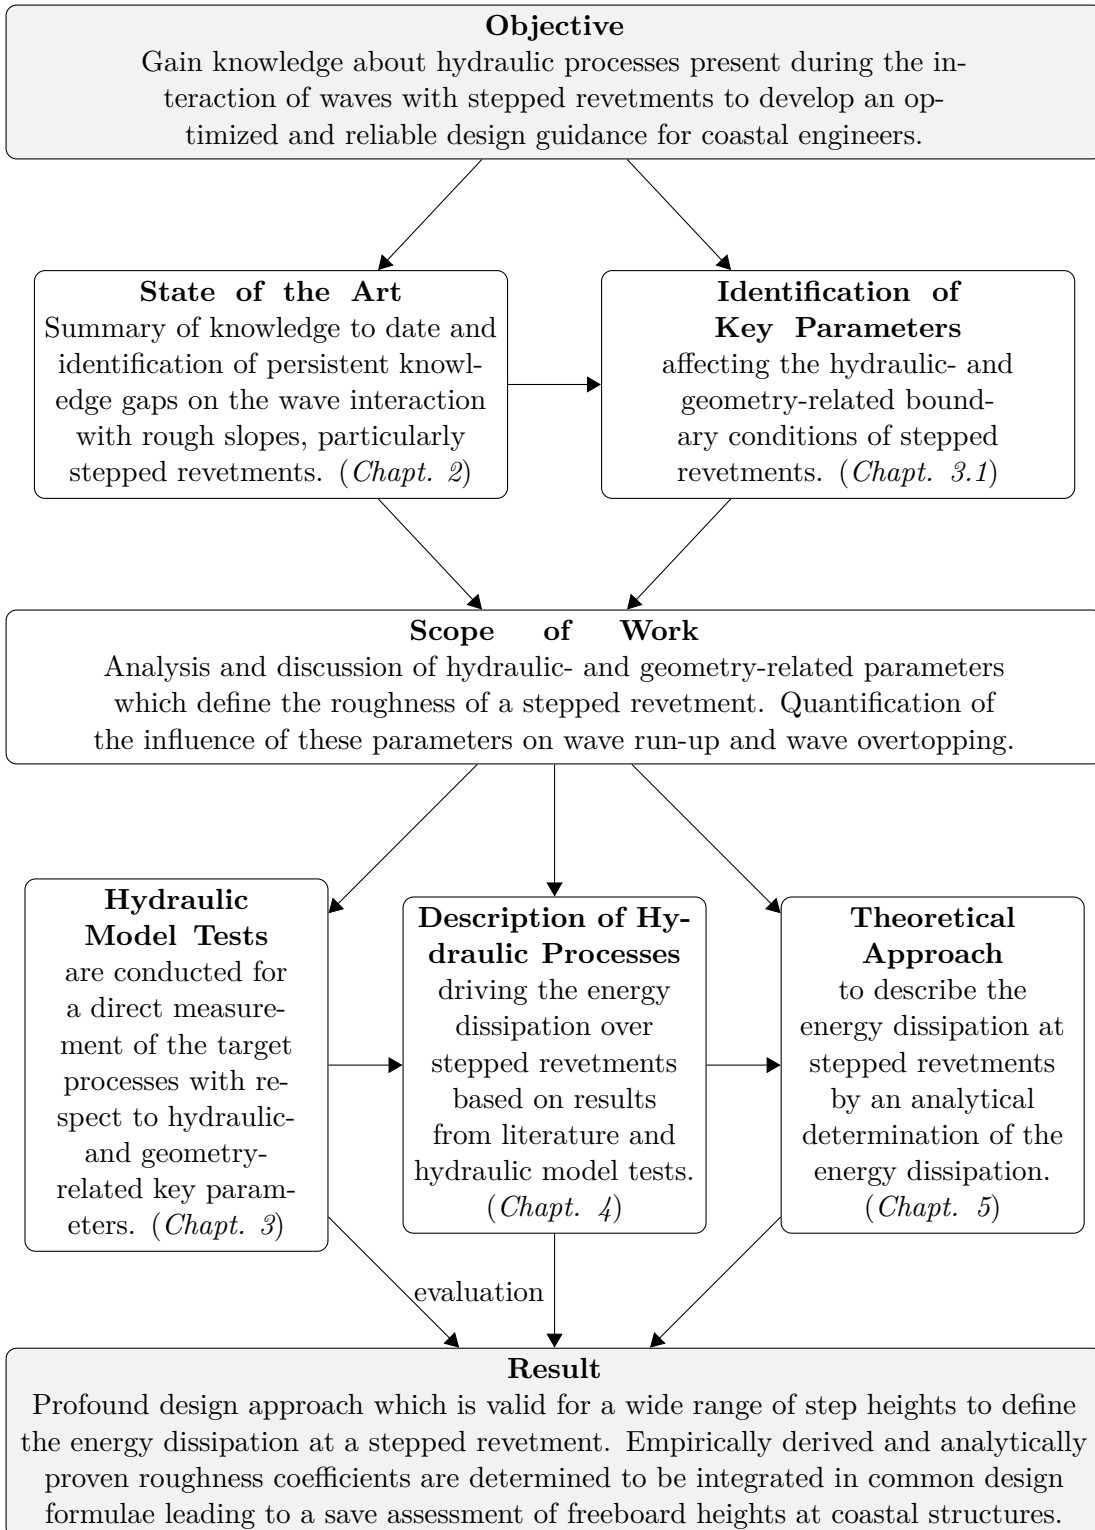 Objective
Gain knowledge about hydraulic processes present during the in-
teraction of waves with stepped revetments to develop an op-
timized and reliable design guidance for coastal engineers.
State of the Art
Summary of knowledge to date and
identification of persistent knowl-
edge gaps on the wave interaction
with rough slopes, particularly
stepped revetments. (Chapt. 2)
Identification of
Key Parameters
affecting the hydraulic- and
geometry-related bound-
ary conditions of stepped
revetments. (Chapt. 3.1)
Scope of Work
Analysis and discussion of hydraulic- and geometry-related parameters
which define the roughness of a stepped revetment. Quantification of
the influence of these parameters on wave run-up and wave overtopping.
Hydraulic
Model Tests
are conducted for
a direct measure-
ment of the target
processes with re-
spect to hydraulic-
and geometry-
related key param-
eters. (Chapt. 3)
Description of Hy-
draulic Processes
driving the energy
dissipation over
stepped revetments
based on results
from literature and
hydraulic model tests.
(Chapt. 4)
Theoretical
Approach
to describe the
energy dissipation at
stepped revetments
by an analytical
determination of the
energy dissipation.
(Chapt. 5)
evaluation
Result
Profound design approach which is valid for a wide range of step heights to define
the energy dissipation at a stepped revetment. Empirically derived and analytically
proven roughness coefficients are determined to be integrated in common design
formulae leading to a save assessment of freeboard heights at coastal structures.